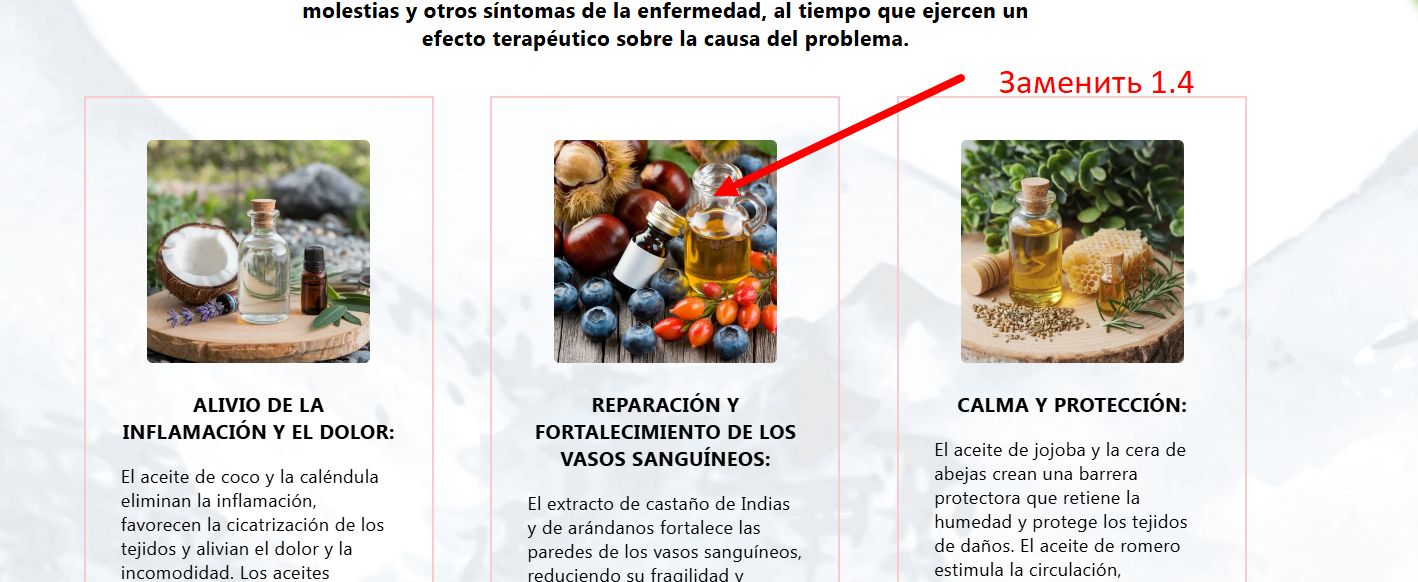 molestias y otros síntomas de la enfermedad, al tiempo que ejercen un
efecto terapéutico sobre la causa del problema.
Заменить 1.4
ALIVIO DE LA
INFLAMACIÓN Y EL DOLOR:
El aceite de coco y la caléndula
eliminan la inflamación,
favorecen la cicatrización de los
tejidos y alivian el dolor y la
incomodidad. Los aceites
REPARACIÓN Y
FORTALECIMIENTO DE LOS
VASOS SANGUÍNEOS:
El extracto de castaño de Indias
y de arándanos fortalece las
paredes de los vasos sanguíneos,
reduciendo su fragilidad y
CALMA Y PROTECCIÓN:
El aceite de jojoba y la cera de
abejas crean una barrera
protectora que retiene la
humedad y protege los tejidos
de daños. El aceite de romero
estimula la circulación,